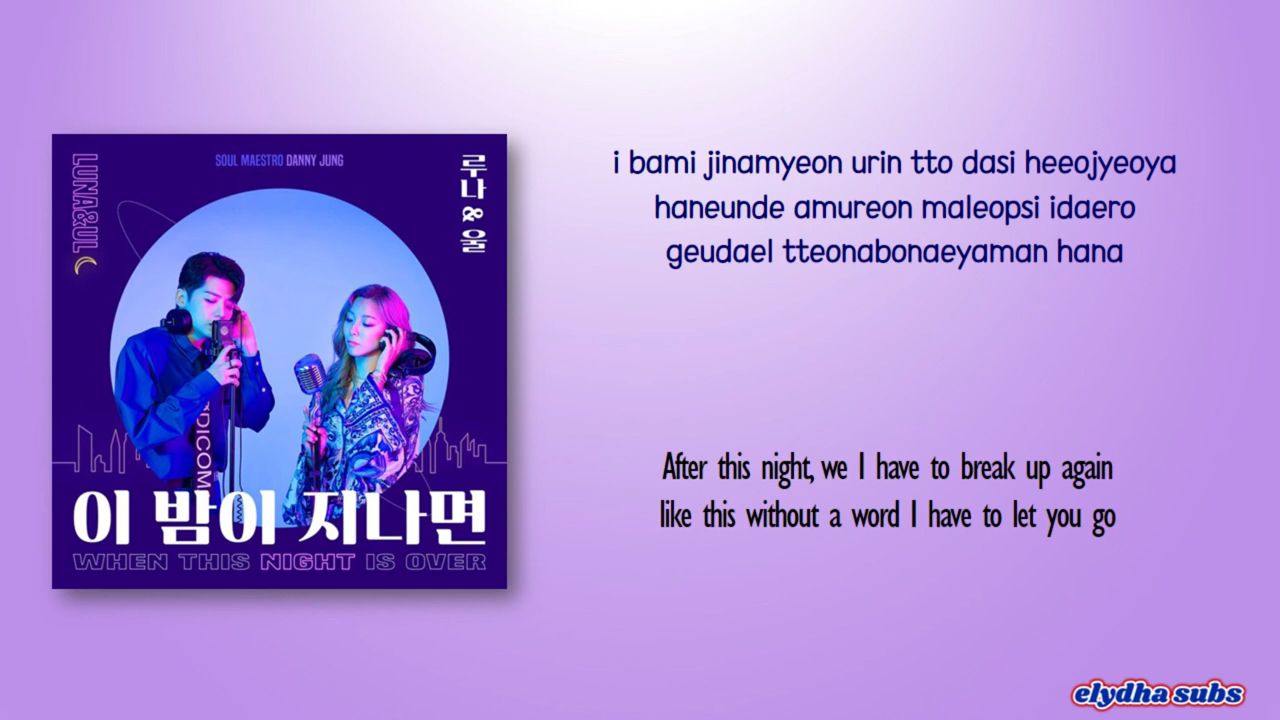 LUNA&UL
SOUL MAESTRO DANNY JUNG
루나 & 울
DICOM
이 밤이 지나면
WHEN THIS NIGHT IS OVER
i bami jinamyeon urin tto dasi heeojyeoya
haneunde amureon maleopsi idaero
geudael tteonabonaeyaman hana
After this night, we I have to break up again
like this without a word I have to let you go
elydha subs